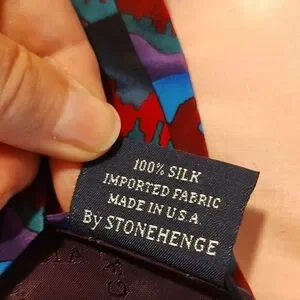 100% SILK
IMPORTED FABRIC
MADE IN U.S.A
By STONEHENGE